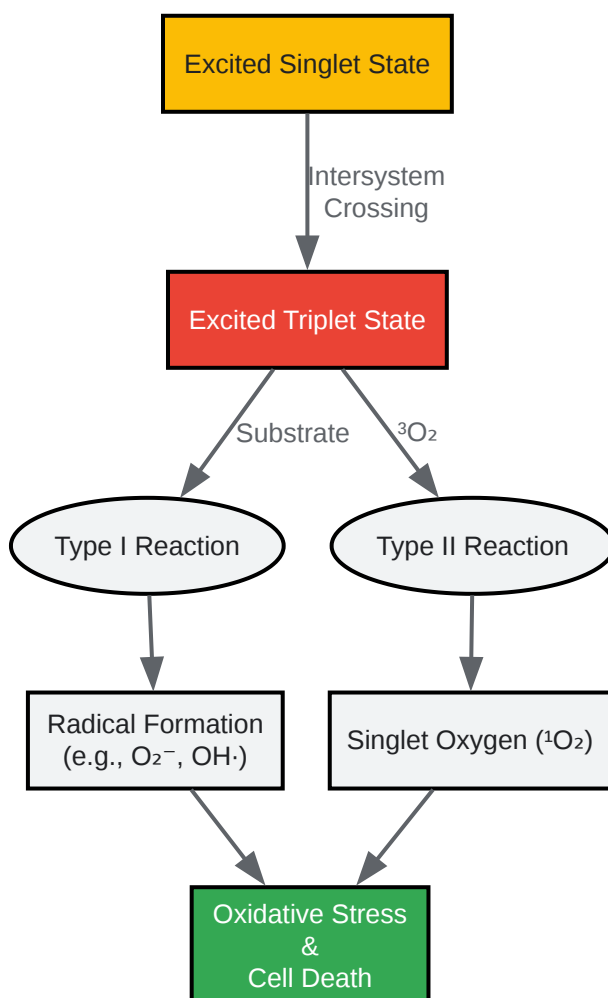 Excited Singlet State
Intersystem
Crossing
Excited Triplet State
Substrate
³O₂
Type I Reaction
Type II Reaction
Radical Formation
(e.g., O₂⁻, OH·)
Singlet Oxygen (¹O₂)
Oxidative Stress
&
Cell Death